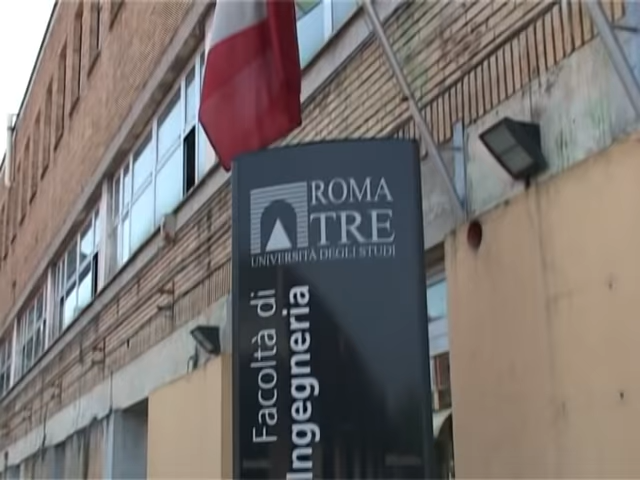 ROMA
TRE
UNIVERSITÀ DEGLI STUDI
Facoltà di
Ingegneria